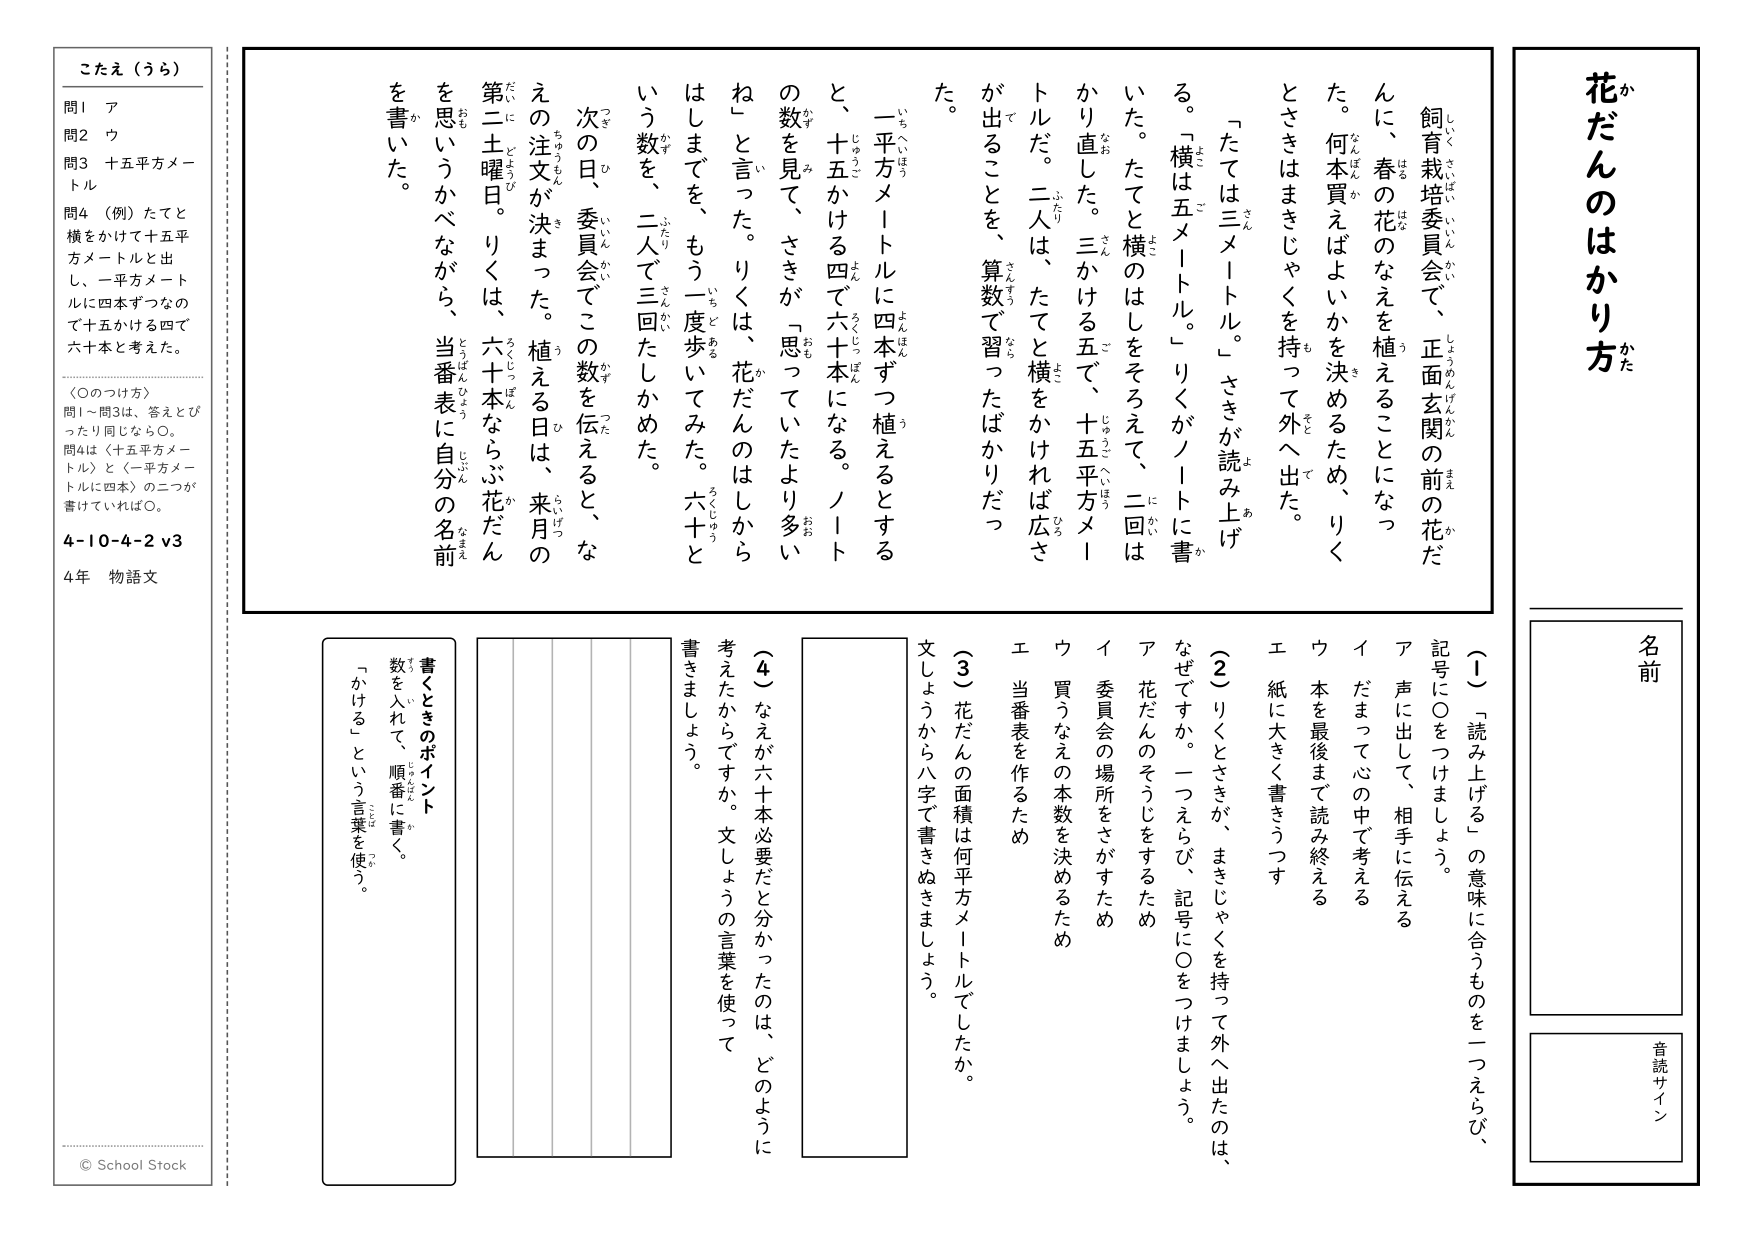 花だんのはかり方
名前
音読サイン
飼育栽培委員会で、正面玄関の前の花だ
んに、春の花のなえを植えることになっ
た。何本買えばよいかを決めるため、りく
とさきはまきじゃくを持って外へ出た。
「たては三メートル。」さきが読み上げ
る。「横は五メートル。」りくがノートに書
いた。たてと横のはしをそろえて、二回は
かり直した。三かける五で、十五平方メー
トルだ。二人は、たてと横をかければ広さ
が出ることを、算数で習ったばかりだっ
た。
一平方メートルに四本ずつ植えるとする
と、十五かける四で六十本になる。ノート
の数を見て、さきが「思っていたより多い
ね」と言った。りくは、花だんのはしから
はしまでを、もう一度歩いてみた。六十と
いう数を、二人で三回たしかめた。
次の日、委員会でこの数を伝えると、な
えの注文が決まった。植える日は、来月の
第二土曜日。りくは、六十本ならぶ花だん
を思いうかべながら、当番表に自分の名前
を書いた。
（1）「読み上げる」の意味に合うものを一つえらび、
記号に〇をつけましょう。
ア　声に出して、相手に伝える
イ　だまって心の中で考える
ウ　本を最後まで読み終える
エ　紙に大きく書きうつす
（2）りくとさきが、まきじゃくを持って外へ出たのは、
なぜですか。一つえらび、記号に〇をつけましょう。
ア　花だんのそうじをするため
イ　委員会の場所をさがすため
ウ　買うなえの本数を決めるため
エ　当番表を作るため
（3）花だんの面積は何平方メートルでしたか。
文しょうから八字で書きぬきましょう。
（4）なえが六十本必要だと分かったのは、どのように
考えたからですか。文しょうの言葉を使って
書きましょう。
書くときのポイント
数を入れて、順番に書く。
「かける」という言葉を使う。
こたえ（うら）
問1　ア
問2　ウ
問3　十五平方メー
トル
問4　（例）たてと
横をかけて十五平
方メートルと出
し、一平方メート
ルに四本ずつなの
で十五かける四で
六十本と考えた。
〈〇のつけ方〉
問1～問3は、答えとぴ
ったり同じなら〇。
問4は〈十五平方メー
トル〉と〈一平方メー
トルに四本〉の二つが
書けていれば〇。
4-10-4-2 v3
4年　物語文
© School Stock